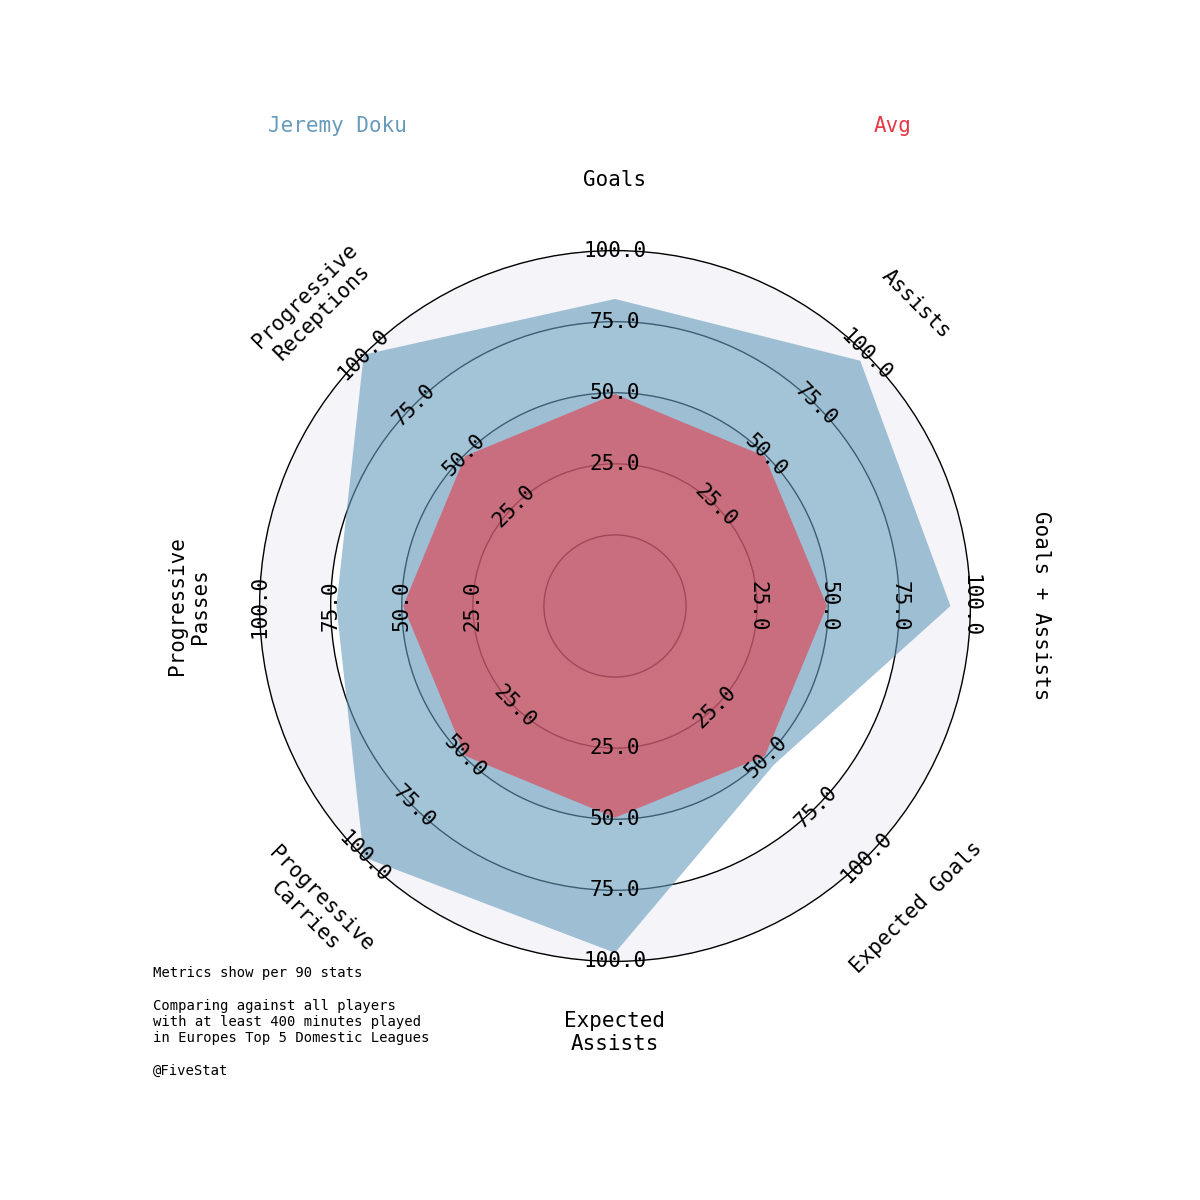 Jeremy Doku
Avg
Goals
100.0
75.0
50.0
25.0
Assists
100.0
75.0
50.0
25.0
Goals + Assists
100.0
75.0
50.0
25.0
Expected Goals
100.0
75.0
50.0
25.0
Expected
Assists
100.0
75.0
50.0
25.0
Progressive
Carries
100.0
75.0
50.0
25.0
Progressive
Passes
100.0
75.0
50.0
25.0
Progressive
Receptions
100.0
75.0
50.0
25.0
Metrics show per 90 stats
Comparing against all players
with at least 400 minutes played
in Europes Top 5 Domestic Leagues
@FiveStat